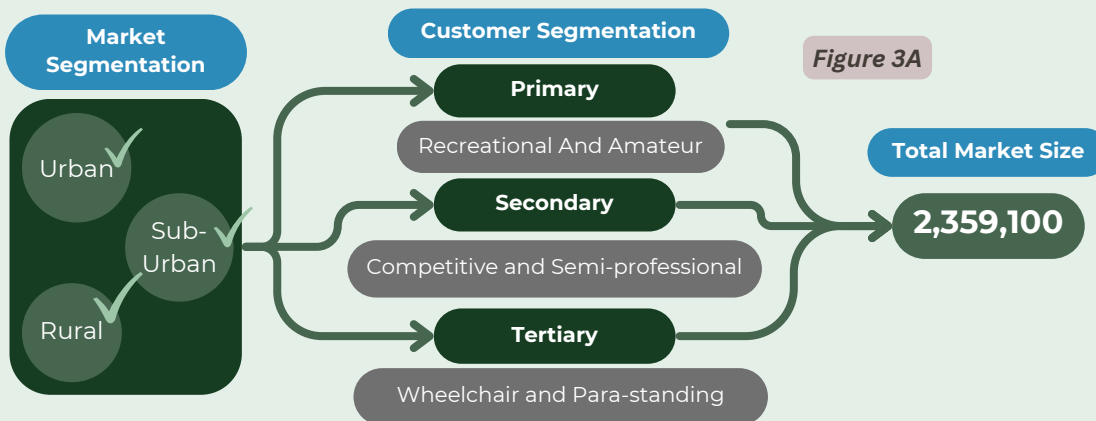 Market
Segmentation
Urban
Sub-
Urban
Rural
Customer Segmentation
Primary
Recreational And Amateur
Secondary
Competitive and Semi-professional
Tertiary
Wheelchair and Para-standing
Figure 3A
Total Market Size
2,359,100